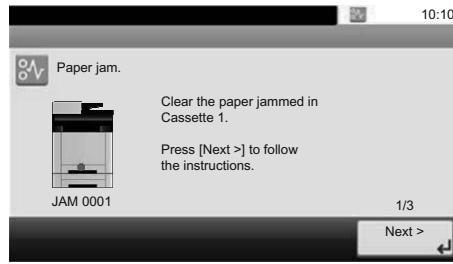 10:10
Paper jam.
Clear the paper jammed in
Cassette 1.
Press [Next >] to follow
the instructions.
JAM 0001
1/3
Next >